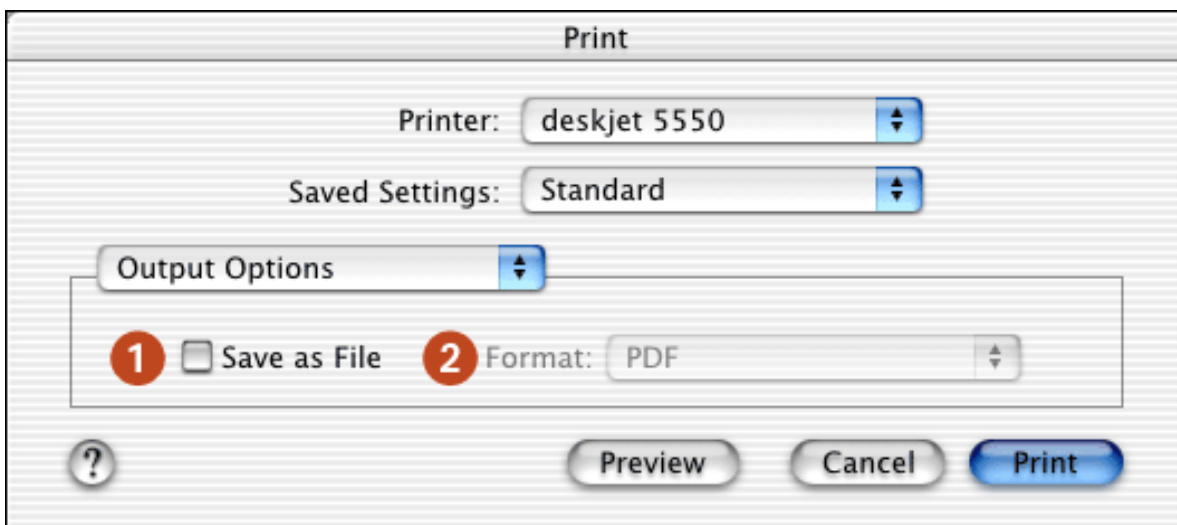 Print
Printer: deskjet 5550
Saved Settings: Standard
Output Options
1 Save as File 2 Format: PDF
? Preview Cancel Print